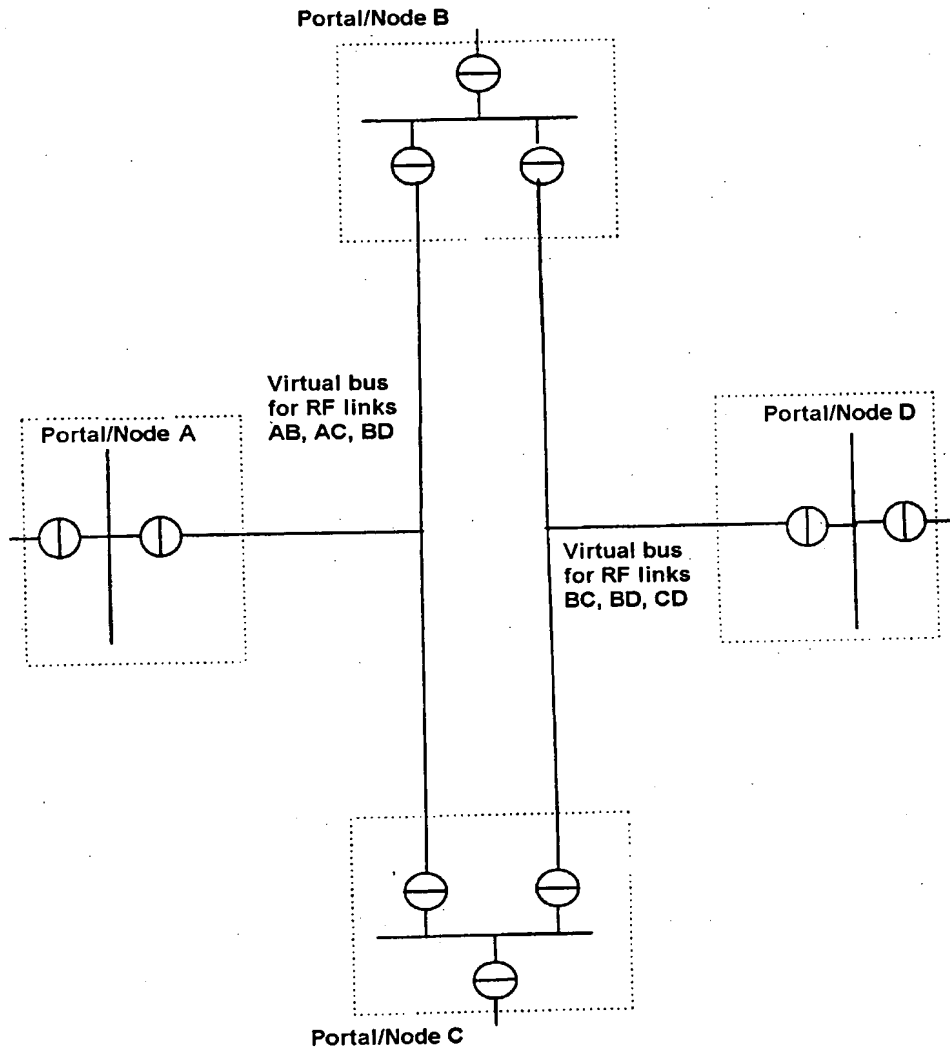 Portal/Node B
Virtual bus
for RF links
AB, AC, BD
Portal/Node A
Portal/Node D
Virtual bus
for RF links
BC, BD, CD
Portal/Node C